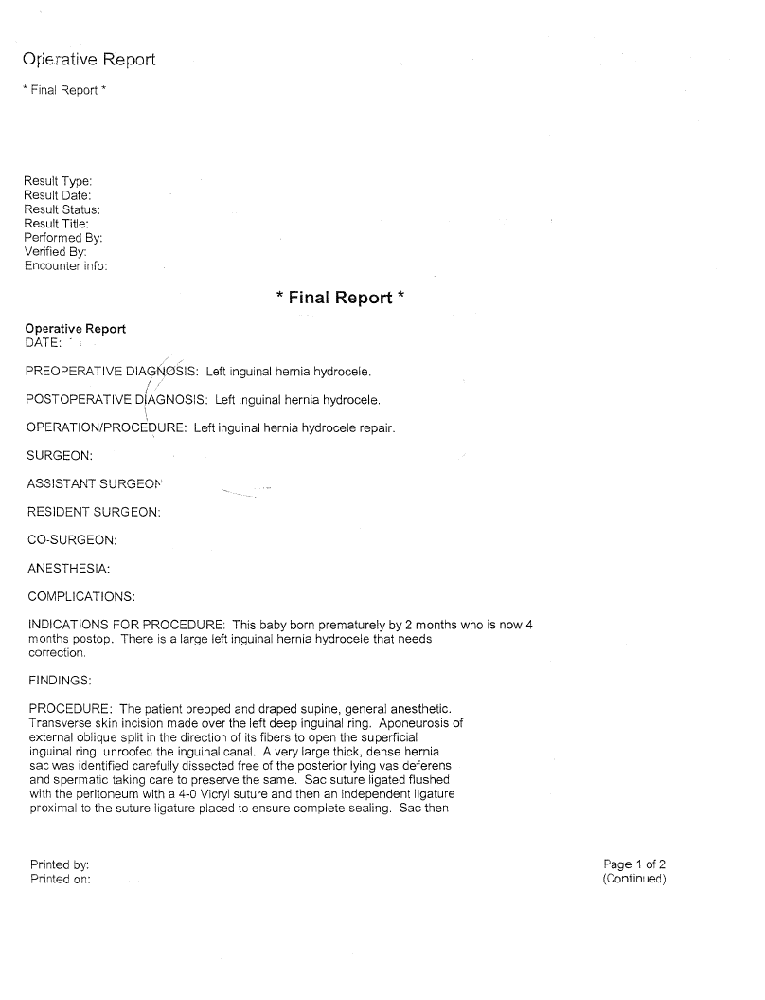 Operative Report
* Final Report *
Result Type:
Result Date:
Result Status:
Result Title:
Performed By:
Verified By:
Encounter info:
* Final Report *
Operative Report
DATE:
PREOPERATIVE DIAGNOSIS: Left inguinal hernia hydrocele.
POSTOPERATIVE DIAGNOSIS: Left inguinal hernia hydrocele.
OPERATION/PROCEDURE: Left inguinal hernia hydrocele repair.
SURGEON:
ASSISTANT SURGEON
RESIDENT SURGEON:
CO-SURGEON:
ANESTHESIA:
COMPLICATIONS:
INDICATIONS FOR PROCEDURE: This baby born prematurely by 2 months who is now 4
months postop. There is a large left inguinal hernia hydrocele that needs
correction.
FINDINGS:
PROCEDURE: The patient prepped and draped supine, general anesthetic.
Transverse skin incision made over the left deep inguinal ring. Aponeurosis of
external oblique split in the direction of its fibers to open the superficial
inguinal ring, unroofed the inguinal canal. A very large thick, dense hernia
sac was identified carefully dissected free of the posterior lying vas deferens
and spermatic taking care to preserve the same. Sac suture ligated flushed
with the peritoneum with a 4-0 Vicryl suture and then an independent ligature
proximal to the suture ligature placed to ensure complete sealing. Sac then
Printed by:
Printed on:
Page 1 of 2
(Continued)